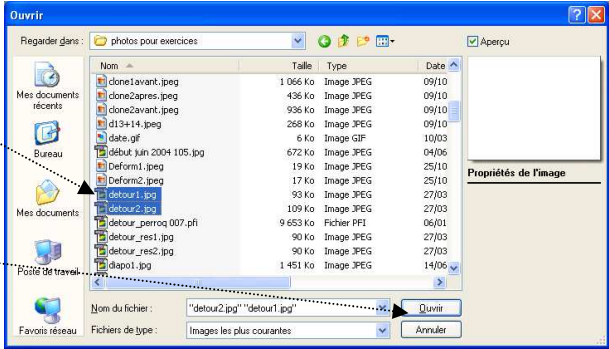 Ouvrir
Regarder dans : photos pour exercices Aperçu
Nom Taille Type Date
clone1avant.jpeg 1 066 Ko Image JPEG 09/10
clone2apres.jpeg 436 Ko Image JPEG 09/10
clone2avant.jpeg 936 Ko Image JPEG 09/10
d13+14.jpeg 268 Ko Image JPEG 09/10
date.gif 6 Ko Image GIF 10/03
début juin 2004 105.jpg 672 Ko Image JPEG 04/06
Deform1.jpeg 19 Ko Image JPEG 25/10
Deform2.jpeg 17 Ko Image JPEG 25/10
detour1.jpg 93 Ko Image JPEG 27/03
detour2.jpg 109 Ko Image JPEG 27/03
detour_perroq 007.pfi 9 653 Ko Fichier PFI 06/01
detour_res1.jpg 90 Ko Image JPEG 27/03
detour_res2.jpg 90 Ko Image JPEG 27/03
diapo1.jpg 1 451 Ko Image JPEG 14/06
Mes documents
récents
Bureau
Mes documents
Poste de travail
Favoris réseau
Propriétés de l'image
Nom du fichier : "detour2.jpg" "detour1.jpg" Ouvrir
Fichiers de type : Images les plus courantes Annuler